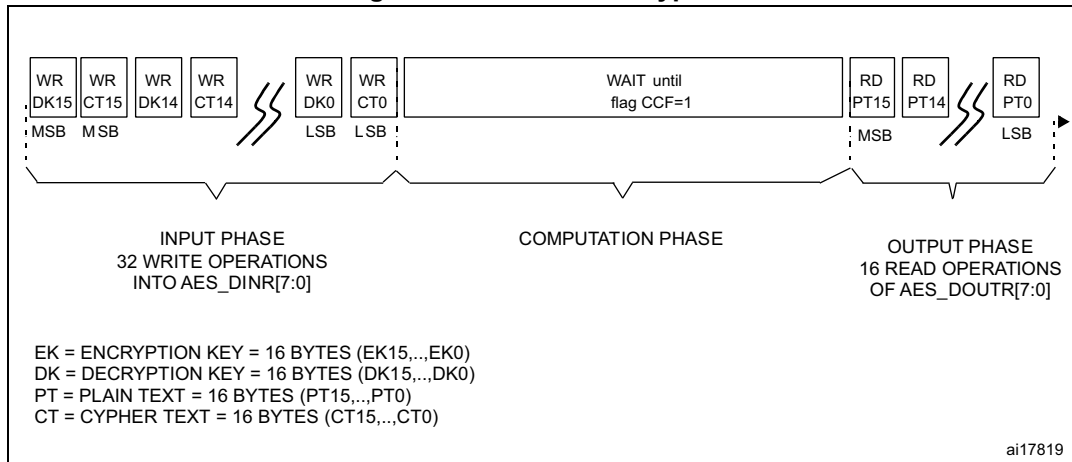 WR DK15
WR CT15
WR DK14
WR CT14
WR DK0
WR CT0
WAIT until
flag CCF=1
RD PT15
RD PT14
RD PT0
MSB MSB LSB LSB MSB LSB
INPUT PHASE
32 WRITE OPERATIONS
INTO AES_DINR[7:0]
COMPUTATION PHASE
OUTPUT PHASE
16 READ OPERATIONS
OF AES_DOUTR[7:0]
EK = ENCRYPTION KEY = 16 BYTES (EK15,..,EK0)
DK = DECRYPTION KEY = 16 BYTES (DK15,..,DK0)
PT = PLAIN TEXT = 16 BYTES (PT15,..,PT0)
CT = CYPHER TEXT = 16 BYTES (CT15,..,CT0)
ai17819